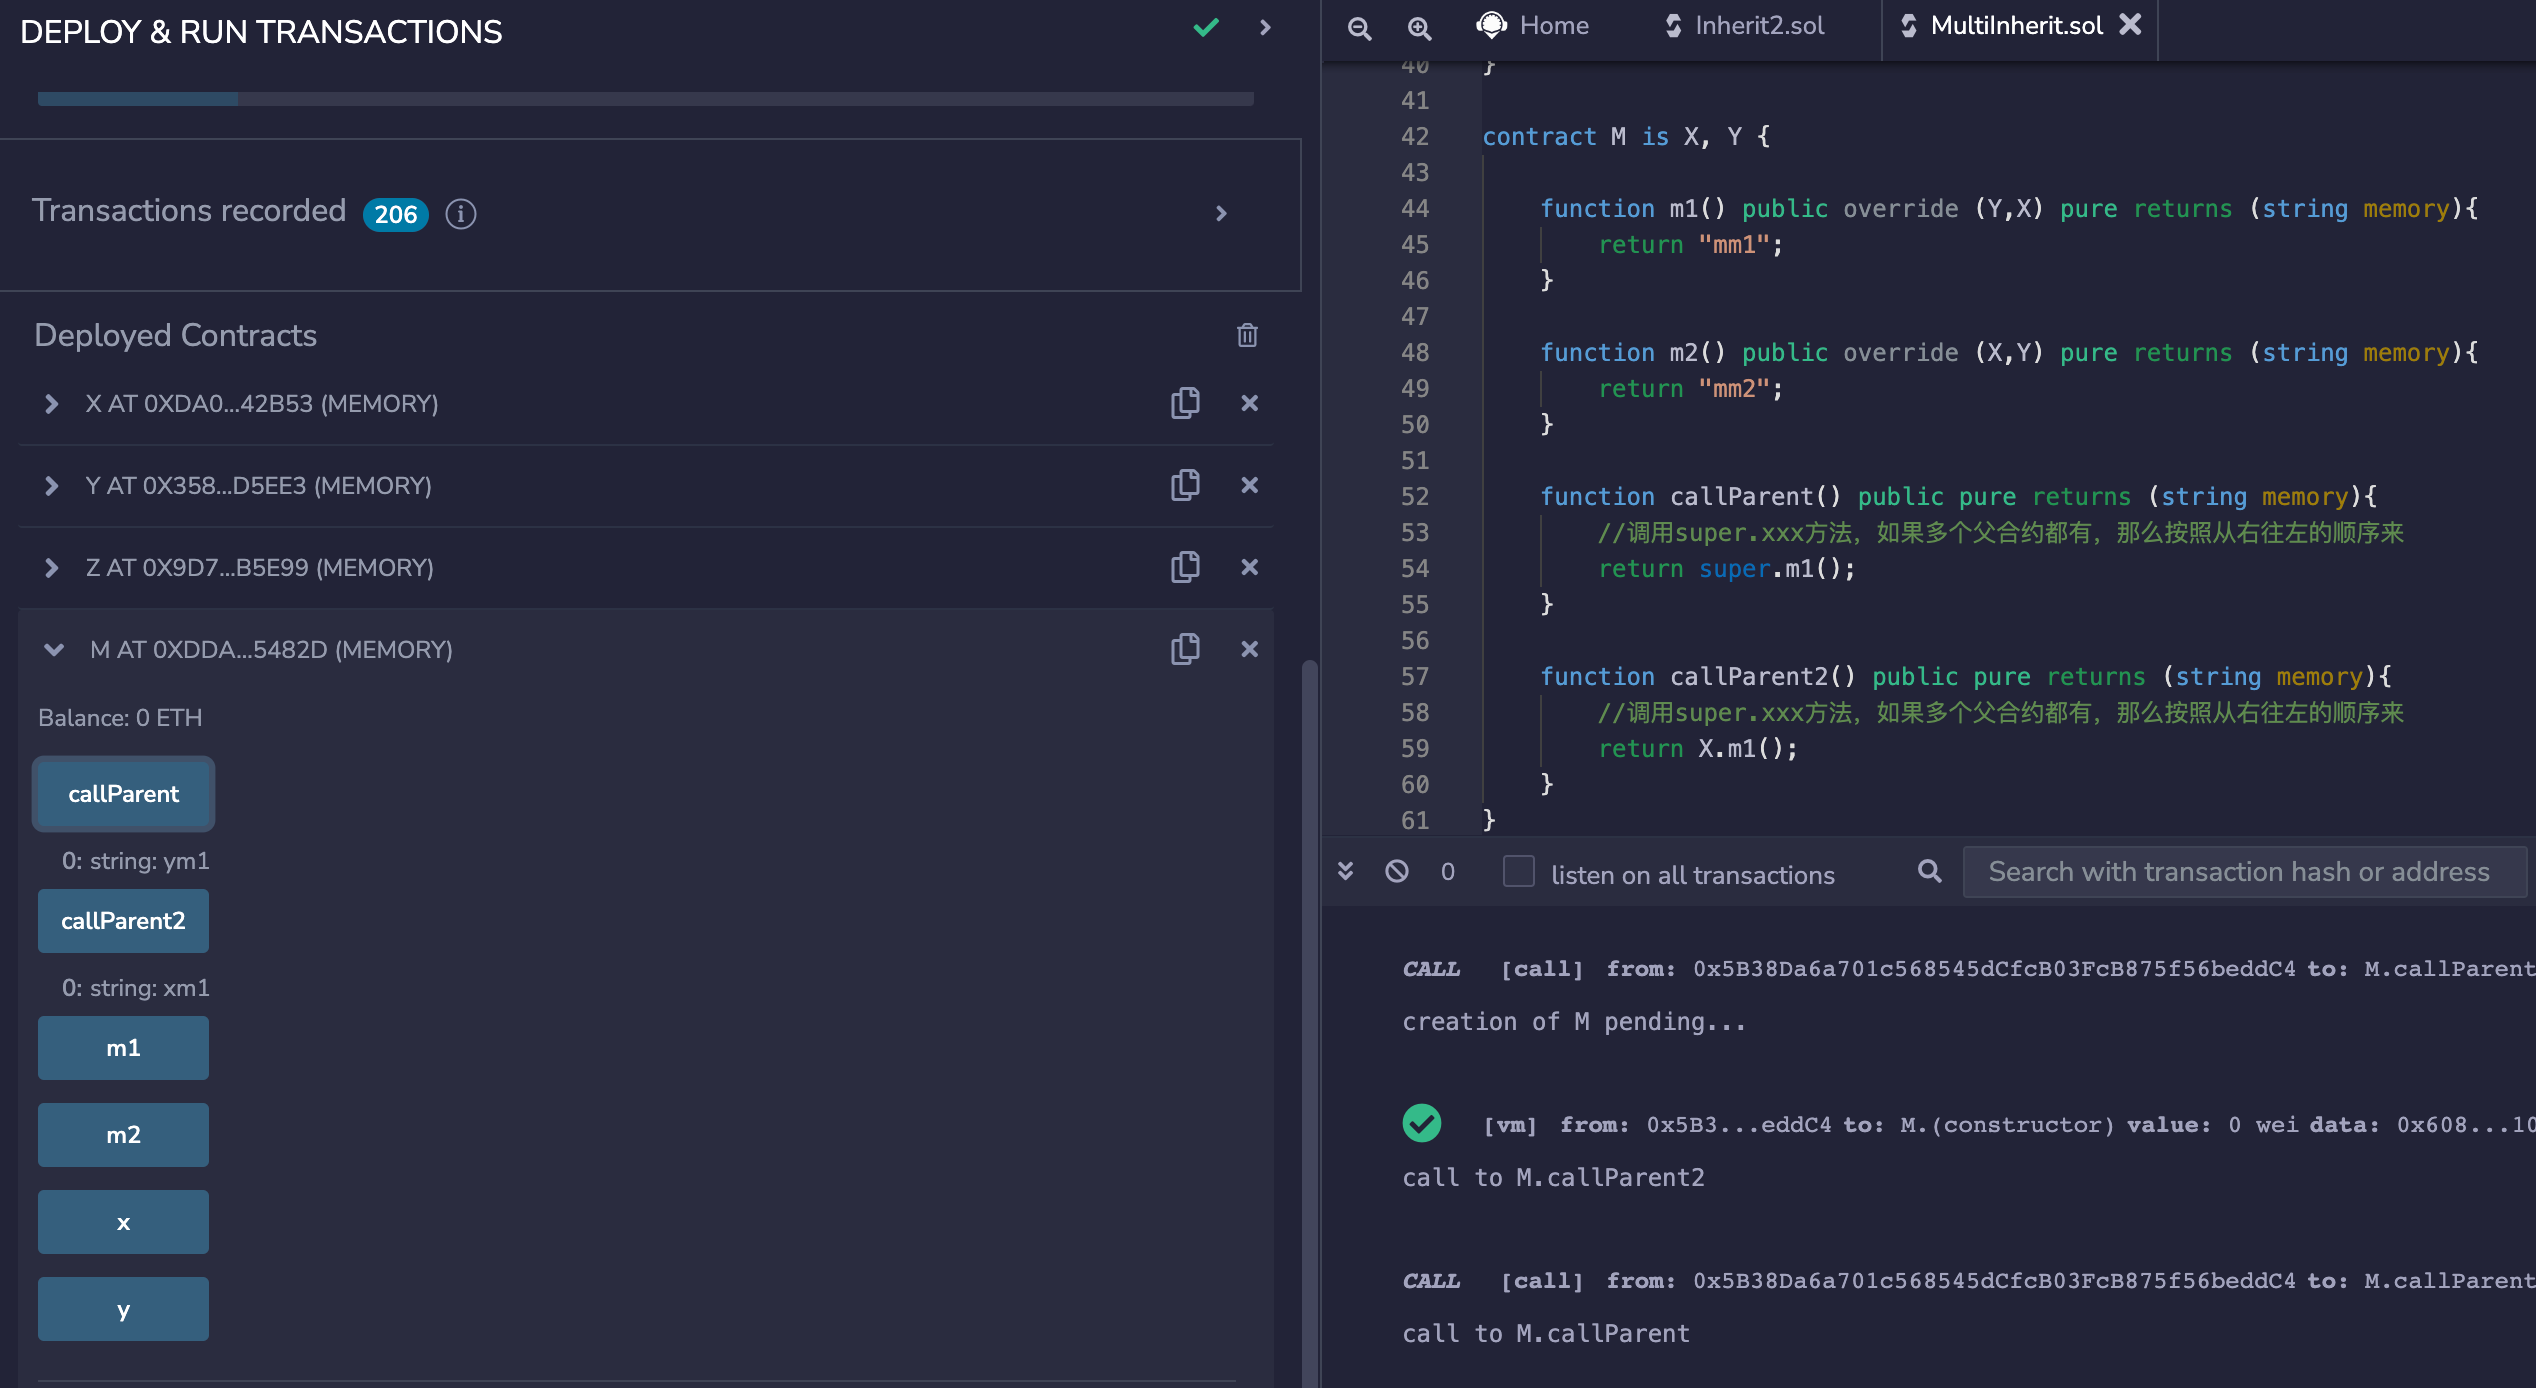 DEPLOY & RUN TRANSACTIONS
Transactions recorded 206
Deployed Contracts
X AT 0XDA0...42B53 (MEMORY)
Y AT 0X358...D5EE3 (MEMORY)
Z AT 0X9D7...B5E99 (MEMORY)
M AT 0XDDA...5482D (MEMORY)
Balance: 0 ETH
callParent
0: string: ym1
callParent2
0: string: xm1
m1
m2
x
y
Home Inherit2.sol MultiInherit.sol
40 }
41
42 contract M is X, Y {
43
44 function m1() public override (Y,X) pure returns (string memory){
45 return "mm1";
46 }
47
48 function m2() public override (X,Y) pure returns (string memory){
49 return "mm2";
50 }
51
52 function callParent() public pure returns (string memory){
53 //调用super.xxx方法，如果多个父合约都有，那么按照从右往左的顺序来
54 return super.m1();
55 }
56
57 function callParent2() public pure returns (string memory){
58 //调用super.xxx方法，如果多个父合约都有，那么按照从右往左的顺序来
59 return X.m1();
60 }
61 }
0 listen on all transactions Search with transaction hash or address
CALL [call] from: 0x5B38Da6a701c568545dCfcB03FcB875f56beddC4 to: M.callParent
creation of M pending...
[vm] from: 0x5B3...eddC4 to: M.(constructor) value: 0 wei data: 0x608...10
call to M.callParent2
CALL [call] from: 0x5B38Da6a701c568545dCfcB03FcB875f56beddC4 to: M.callParent
call to M.callParent